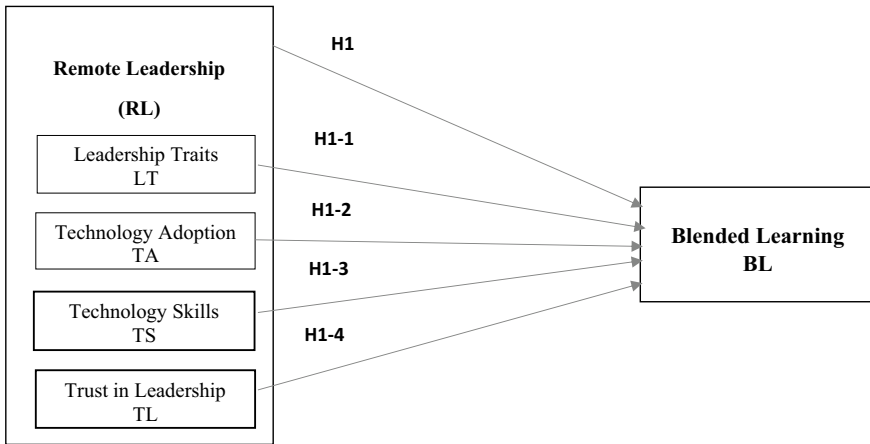 Remote Leadership
(RL)
Leadership Traits
LT
Technology Adoption
TA
Technology Skills
TS
Trust in Leadership
TL
H1
H1-1
H1-2
H1-3
H1-4
Blended Learning
BL